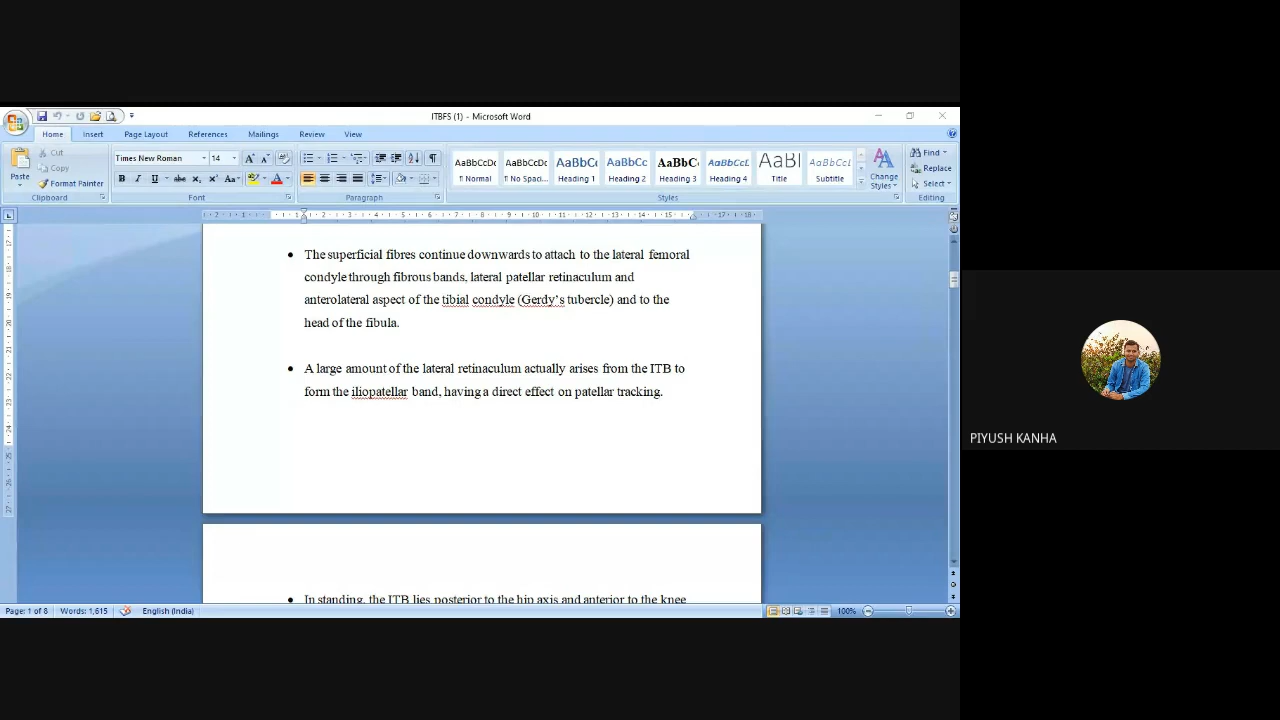 ITBFS (1) - Microsoft Word
Home Insert Page Layout References Mailings Review View
Paste
Cut
Copy
Format Painter
Clipboard
Times New Roman 14
Font
Paragraph
AaBbCcDc AaBbCcDc AaBbCc AaBbCc AaBbC AaBbCcL AaBl AaBbCcL
¶ Normal ¶ No Spaci... Heading 1 Heading 2 Heading 3 Heading 4 Title Subtitle
Styles
Change Styles
Find
Replace
Select
Editing
The superficial fibres continue downwards to attach to the lateral femoral
condyle through fibrous bands, lateral patellar retinaculum and
anterolateral aspect of the tibial condyle (Gerdy's tubercle) and to the
head of the fibula.
A large amount of the lateral retinaculum actually arises from the ITB to
form the iliopatellar band, having a direct effect on patellar tracking.
In standing, the ITB lies posterior to the hip axis and anterior to the knee
Page: 1 of 8 Words: 1,615 English (India) 100%
PIYUSH KANHA